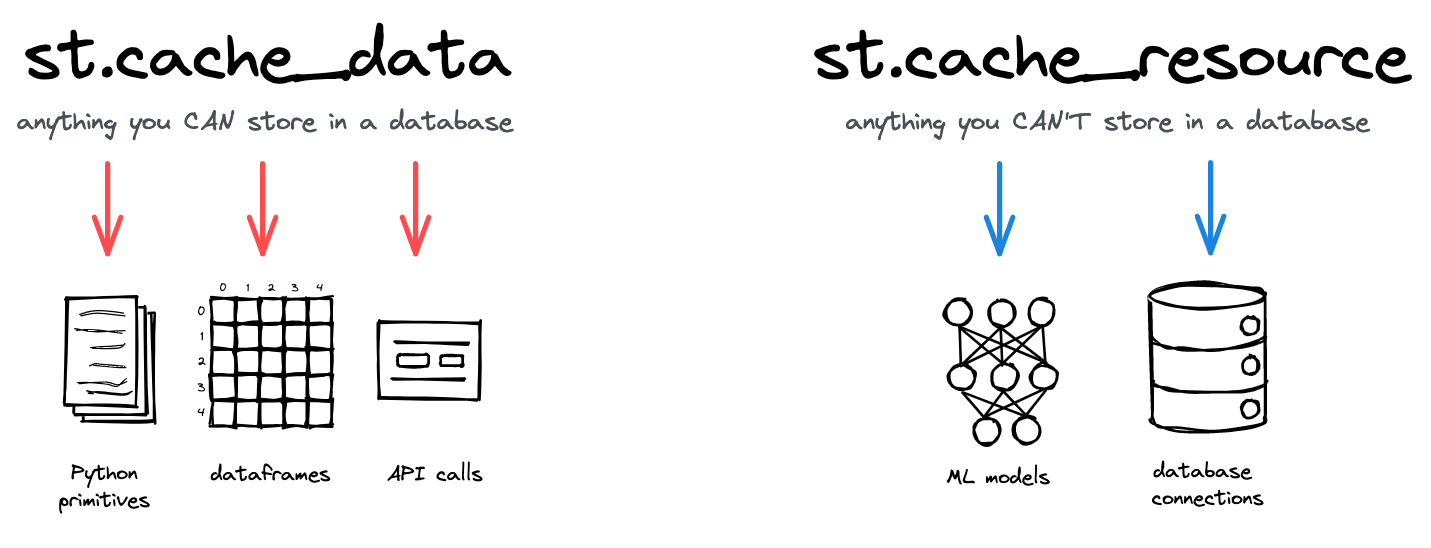 st.cache_data
anything you CAN store in a database
0 1 2 3 4
0
1
2
3
4
Python
primitives
dataframes
API calls
st.cache_resource
anything you CAN'T store in a database
ML models
database
connections